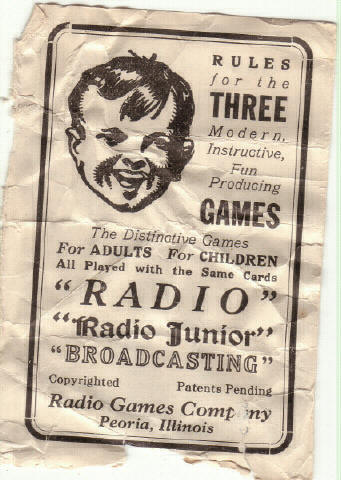 RULES
for the
THREE
Modern,
Instructive,
Fun
Producing
GAMES
The Distinctive Games
For ADULTS For CHILDREN
All Played with the Same Cards
"RADIO"
"Radio Junior"
"BROADCASTING"
Copyrighted Patents Pending
Radio Games Company
Peoria, Illinois